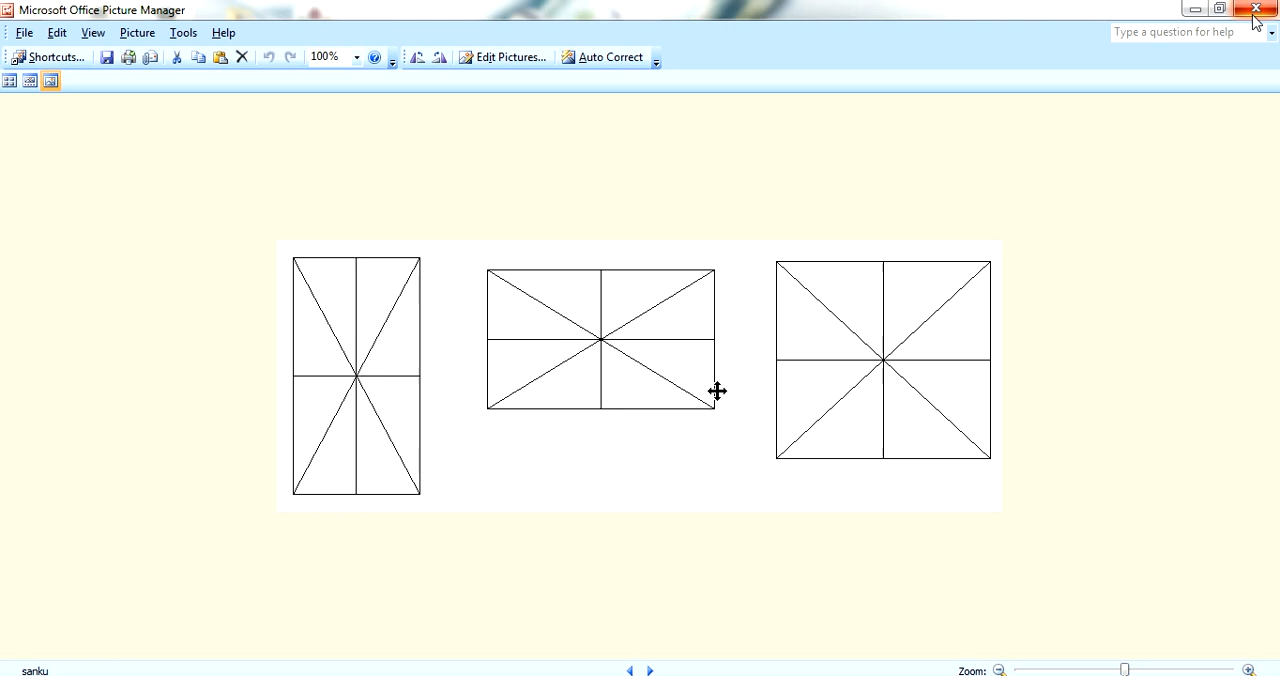 Microsoft Office Picture Manager
File Edit View Picture Tools Help
Type a question for help
Shortcuts... 100% Edit Pictures... Auto Correct
sanku Zoom: